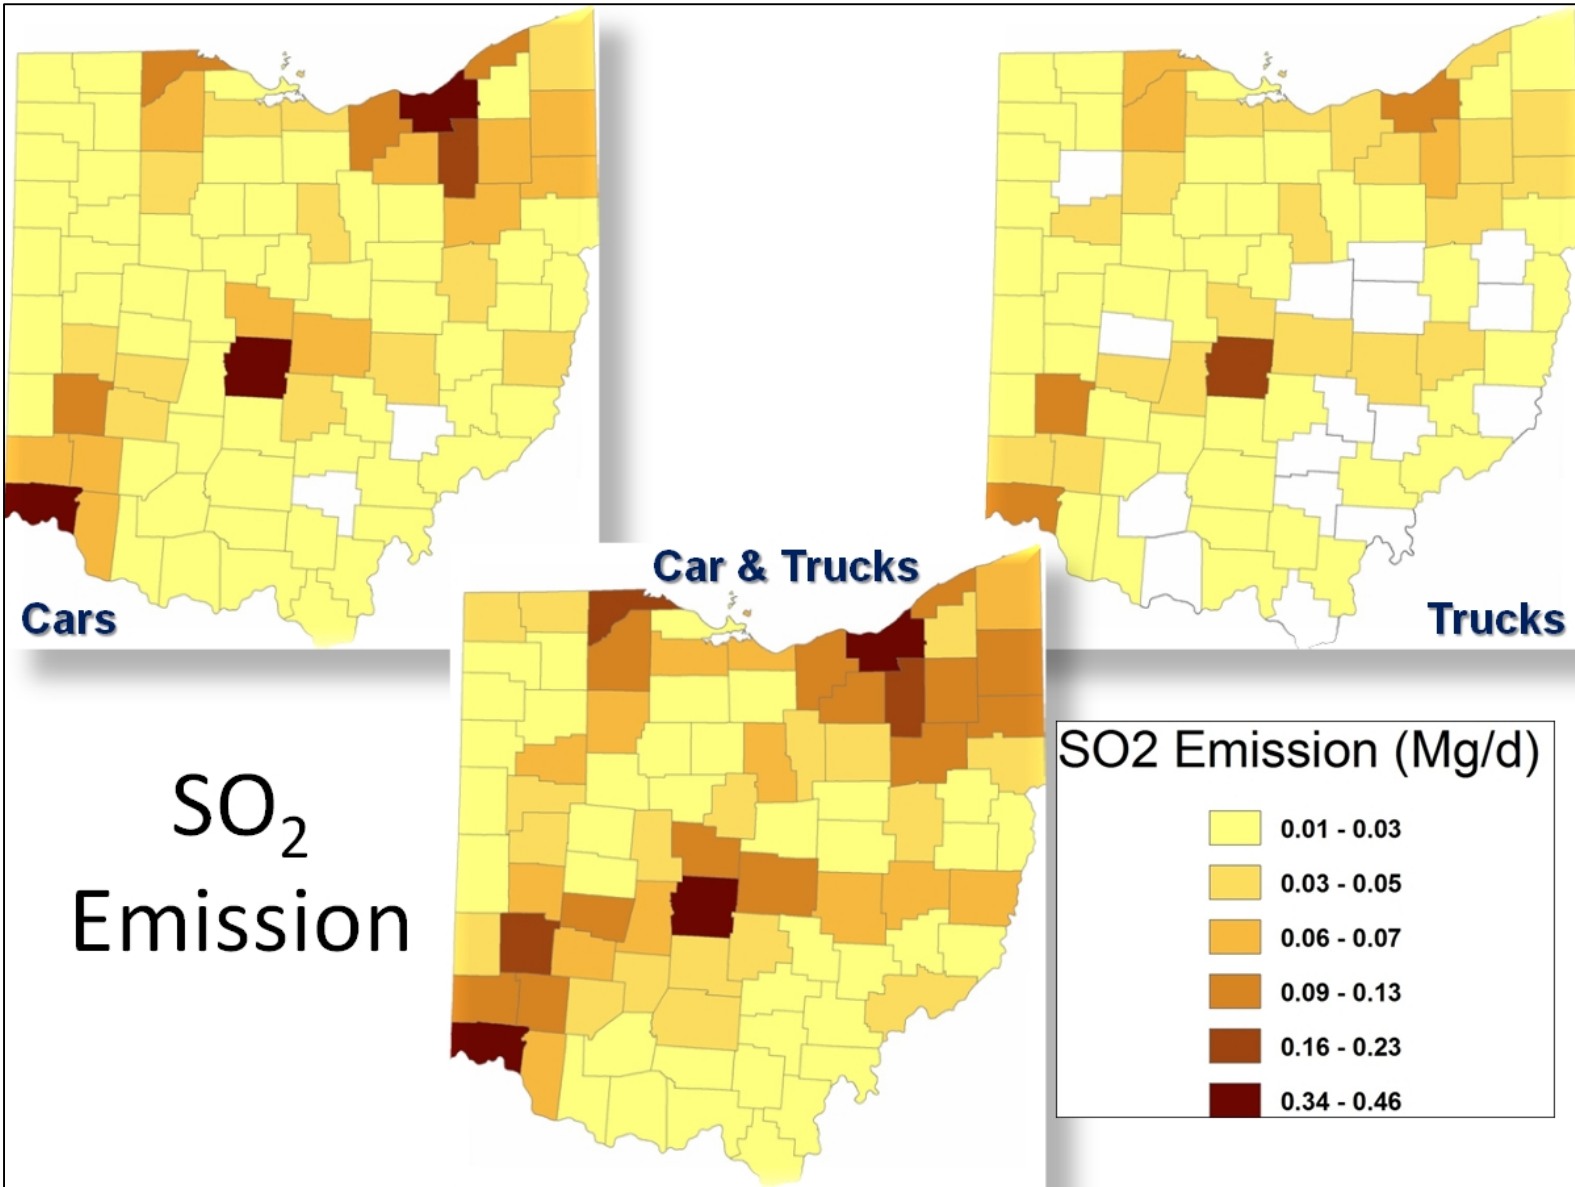 Cars
Car & Trucks
Trucks
SO₂
Emission
SO2 Emission (Mg/d)
0.01 - 0.03
0.03 - 0.05
0.06 - 0.07
0.09 - 0.13
0.16 - 0.23
0.34 - 0.46